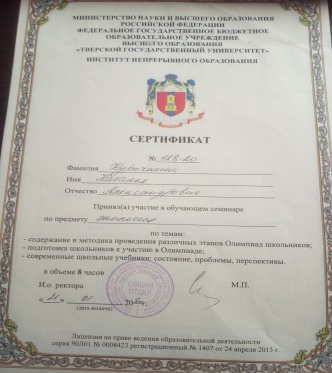 МИНИСТЕРСТВО НАУКИ И ВЫСШЕГО ОБРАЗОВАНИЯ
РОССИЙСКОЙ ФЕДЕРАЦИИ
ФЕДЕРАЛЬНОЕ ГОСУДАРСТВЕННОЕ БЮДЖЕТНОЕ
ОБРАЗОВАТЕЛЬНОЕ УЧРЕЖДЕНИЕ
ВЫСШЕГО ОБРАЗОВАНИЯ
«ТВЕРСКОЙ ГОСУДАРСТВЕННЫЙ УНИВЕРСИТЕТ»
ИНСТИТУТ НЕПРЕРЫВНОГО ОБРАЗОВАНИЯ
СЕРТИФИКАТ
№
Фамилия
Имя Наталья
Отчество Александровна
Принял(а) участие в обучающем семинаре
по предмету экология
по темам:
- содержание и методика проведения различных этапов Олимпиад школьников;
- подготовка школьников к участию в Олимпиаде;
- современные школьные учебники: состояние, проблемы, перспективы.
в объеме 8 часов
И.о. ректора М.П.
ОБЩИЙ ОТДЕЛ
« 21 » 01 20
(дата выдачи)
Лицензия на право ведения образовательной деятельности
серия 90Л01 № 0008423 регистрационный № 1407 от 24 апреля 2015 г.